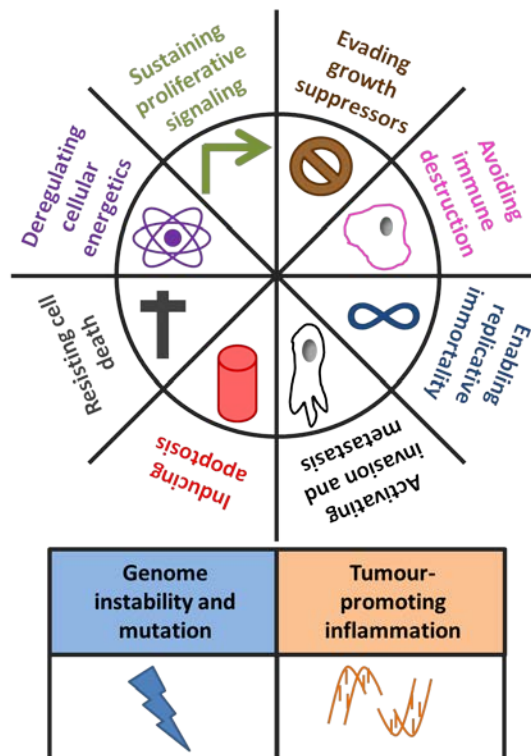 Sustaining
proliferative
signaling
Evading
growth
suppressors
Avoiding
immune
destruction
Enabling
replicative
immortality
Activating
invasion and
metastasis
Inducing
apoptosis
Resisting cell
death
Deregulating
cellular
energetics
Genome
instability and
mutation
Tumour-
promoting
inflammation